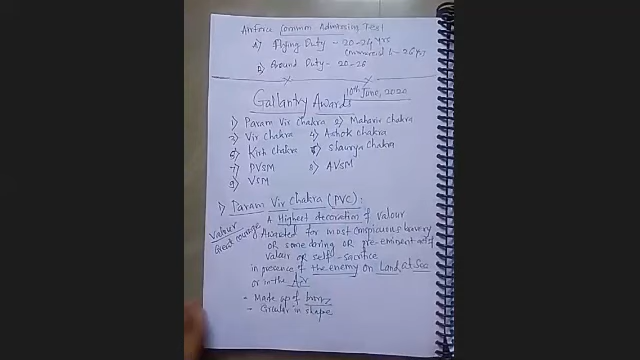 Airforce Common Admission Test
A) Flying Duty - 20-24 yrs
Commercial L - 26 yr
B) Ground Duty - 20-26
Gallantry Awards 10th June, 2020
1) Param Vir Chakra 2) Mahavir Chakra
3) Vir Chakra 4) Ashok Chakra
5) Kirti Chakra 6) Shaurya Chakra
7) PVSM 8) AVSM
9) VSM
1) Param Vir Chakra (PVC):
A Highest decoration of valour
Valour
Great courage
Awarded for most conspicuous bravery
or some daring or pre-eminent act of
valour or self-sacrifice
in presence of the enemy on Land, at Sea
or in the Air
- Made up of bronz
- Circular in shape